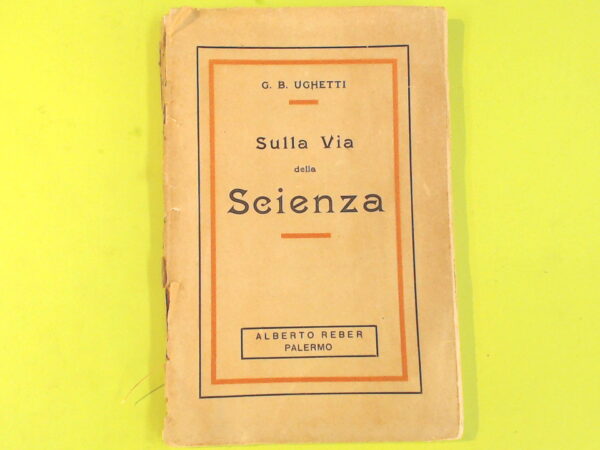 G. B. UGHETTI
Sulla Via
della
Scienza
ALBERTO REBER
PALERMO